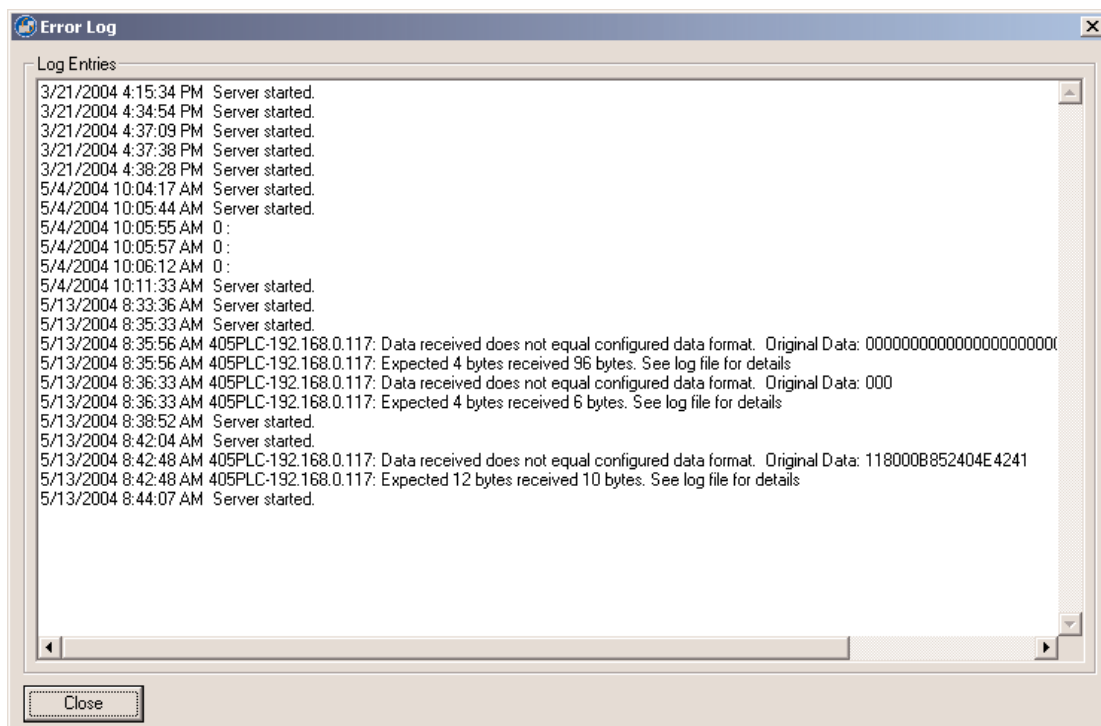 Error Log
Log Entries
3/21/2004 4:15:34 PM  Server started.
3/21/2004 4:34:54 PM  Server started.
3/21/2004 4:37:09 PM  Server started.
3/21/2004 4:37:38 PM  Server started.
3/21/2004 4:38:28 PM  Server started.
5/4/2004 10:04:17 AM  Server started.
5/4/2004 10:05:44 AM  Server started.
5/4/2004 10:05:55 AM  0 :
5/4/2004 10:05:57 AM  0 :
5/4/2004 10:06:12 AM  0 :
5/4/2004 10:11:33 AM  Server started.
5/13/2004 8:33:36 AM  Server started.
5/13/2004 8:35:33 AM  Server started.
5/13/2004 8:35:56 AM 405PLC-192.168.0.117: Data received does not equal configured data format.  Original Data:
5/13/2004 8:35:56 AM 405PLC-192.168.0.117: Expected 4 bytes received 96 bytes. See log file for details
5/13/2004 8:36:33 AM 405PLC-192.168.0.117: Data received does not equal configured data format.  Original Data: 000
5/13/2004 8:36:33 AM 405PLC-192.168.0.117: Expected 4 bytes received 6 bytes. See log file for details
5/13/2004 8:38:52 AM  Server started.
5/13/2004 8:42:04 AM  Server started.
5/13/2004 8:42:48 AM 405PLC-192.168.0.117: Data received does not equal configured data format.  Original Data: 118000B852404E4241
5/13/2004 8:42:48 AM 405PLC-192.168.0.117: Expected 12 bytes received 10 bytes. See log file for details
5/13/2004 8:44:07 AM  Server started.
Close